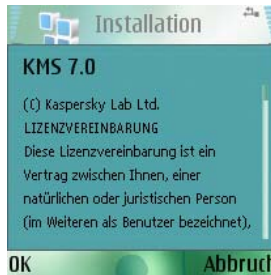 Installation
KMS 7.0
(C) Kaspersky Lab Ltd.
LIZENZVEREINBARUNG
Diese Lizenzvereinbarung ist ein
Vertrag zwischen Ihnen, einer
natürlichen oder juristischen Person
(im Weiteren als Benutzer bezeichnet),
OK Abbruch